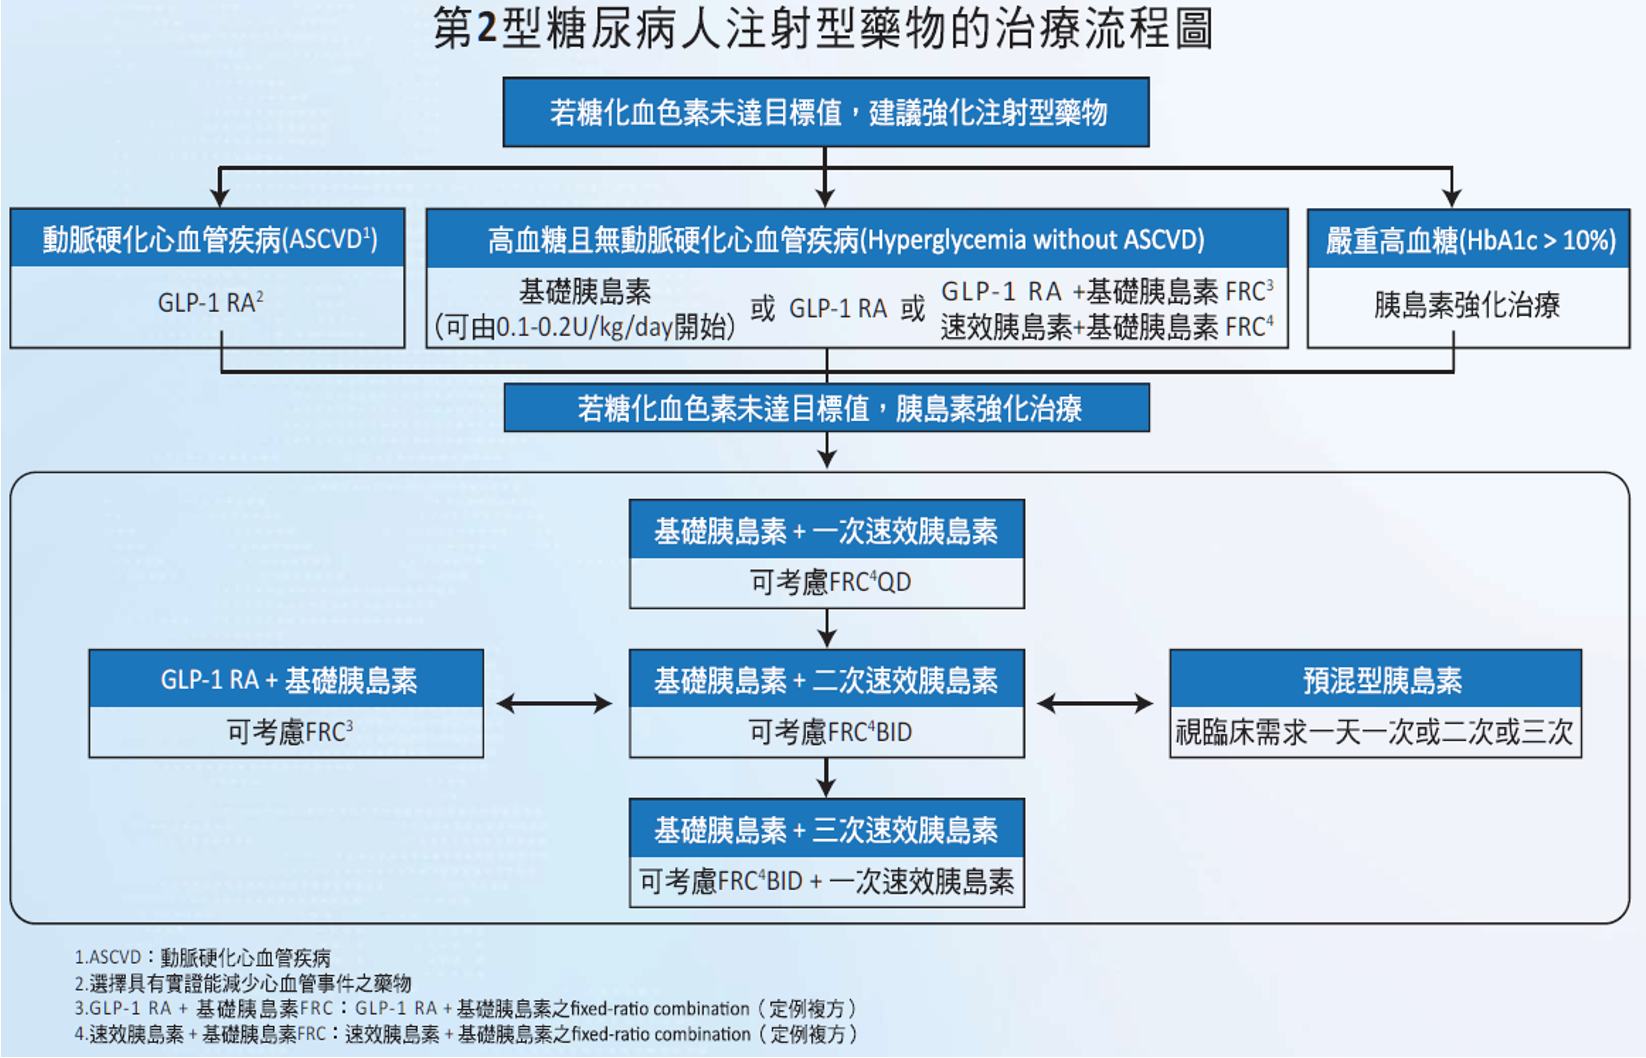 第2型糖尿病人注射型藥物的治療流程圖
若糖化血色素未達目標值，建議強化注射型藥物
動脈硬化心血管疾病(ASCVD1)
GLP-1 RA2
高血糖且無動脈硬化心血管疾病(Hyperglycemia without ASCVD)
基礎胰島素
(可由0.1-0.2U/kg/day開始)
或 GLP-1 RA 或
GLP-1 RA +基礎胰島素 FRC3
速效胰島素+基礎胰島素 FRC4
嚴重高血糖(HbA1c > 10%)
胰島素強化治療
若糖化血色素未達目標值，胰島素強化治療
基礎胰島素 + 一次速效胰島素
可考慮FRC4QD
GLP-1 RA + 基礎胰島素
可考慮FRC3
基礎胰島素 + 二次速效胰島素
可考慮FRC4BID
預混型胰島素
視臨床需求一天一次或二次或三次
基礎胰島素 + 三次速效胰島素
可考慮FRC4BID + 一次速效胰島素
1.ASCVD：動脈硬化心血管疾病
2.選擇具有實證能減少心血管事件之藥物
3.GLP-1 RA + 基礎胰島素FRC：GLP-1 RA + 基礎胰島素之fixed-ratio combination（定例複方）
4.速效胰島素 + 基礎胰島素FRC：速效胰島素 + 基礎胰島素之fixed-ratio combination（定例複方）